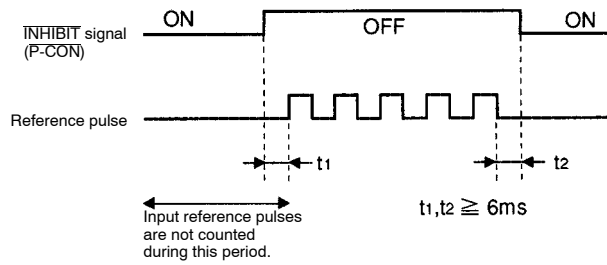 ON OFF ON
INHIBIT signal
(P-CON)
Reference pulse
t1 t2
Input reference pulses
are not counted
during this period.
t1,t2 ≧ 6ms